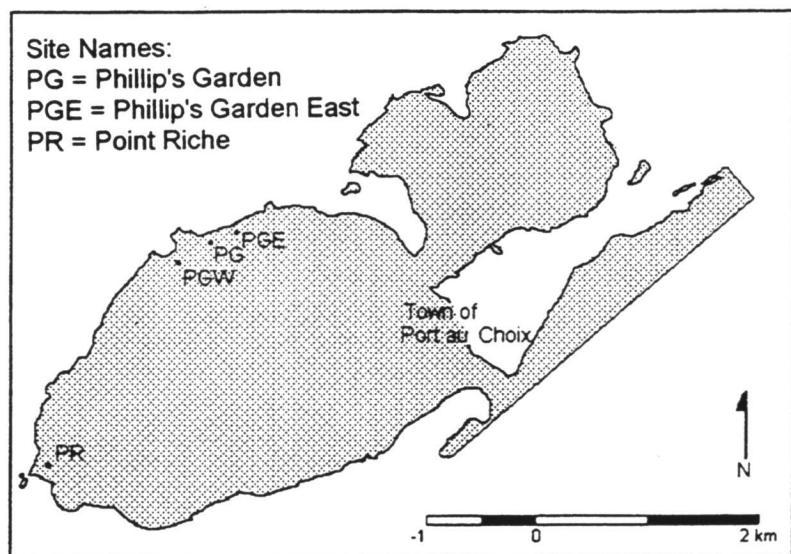 Site Names:
PG = Phillip's Garden
PGE = Phillip's Garden East
PR = Point Riche
PGE
PG
PGW
Town of
Port au Choix
PR
N
-1 0 2 km